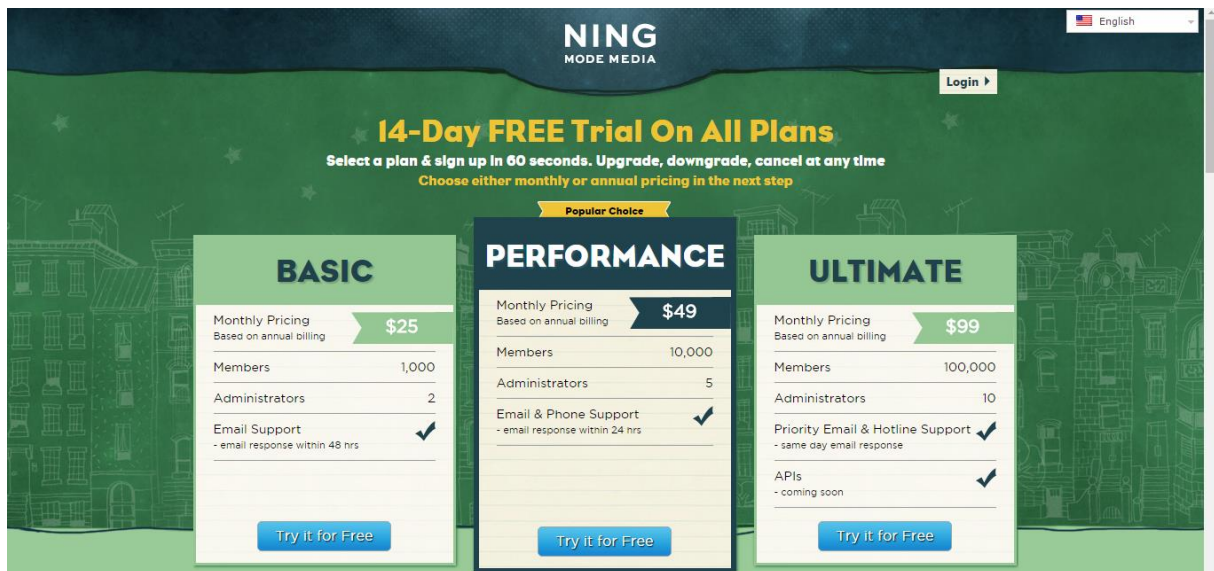 NING
MODE MEDIA
English
Login
14-Day FREE Trial On All Plans
Select a plan & sign up in 60 seconds. Upgrade, downgrade, cancel at any time
Choose either monthly or annual pricing in the next step
BASIC
Monthly Pricing
Based on annual billing
$25
Members 1,000
Administrators 2
Email Support
- email response within 48 hrs
Try it for Free
Popular Choice
PERFORMANCE
Monthly Pricing
Based on annual billing
$49
Members 10,000
Administrators 5
Email & Phone Support
- email response within 24 hrs
Try it for Free
ULTIMATE
Monthly Pricing
Based on annual billing
$99
Members 100,000
Administrators 10
Priority Email & Hotline Support
- same day email response
APIs
- coming soon
Try it for Free